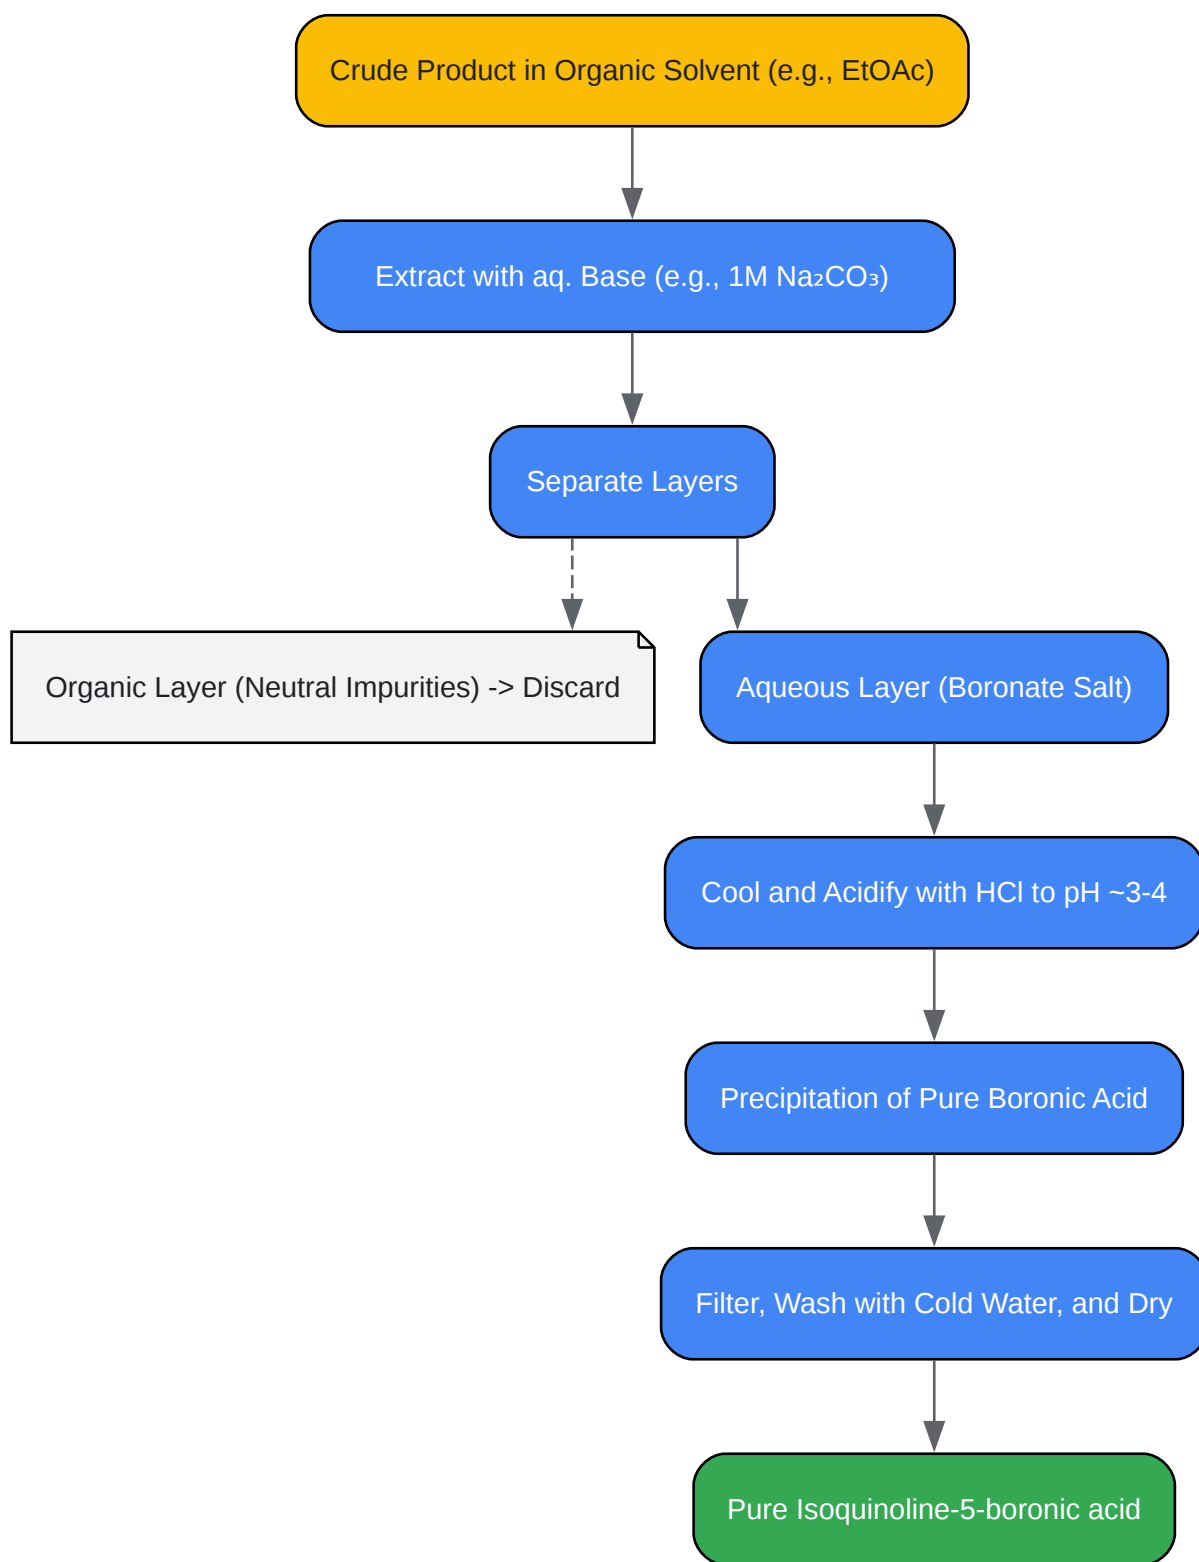 Crude Product in Organic Solvent (e.g., EtOAc)
Extract with aq. Base (e.g., 1M Na₂CO₃)
Separate Layers
Organic Layer (Neutral Impurities) -> Discard
Aqueous Layer (Boronate Salt)
Cool and Acidify with HCl to pH ~3-4
Precipitation of Pure Boronic Acid
Filter, Wash with Cold Water, and Dry
Pure Isoquinoline-5-boronic acid